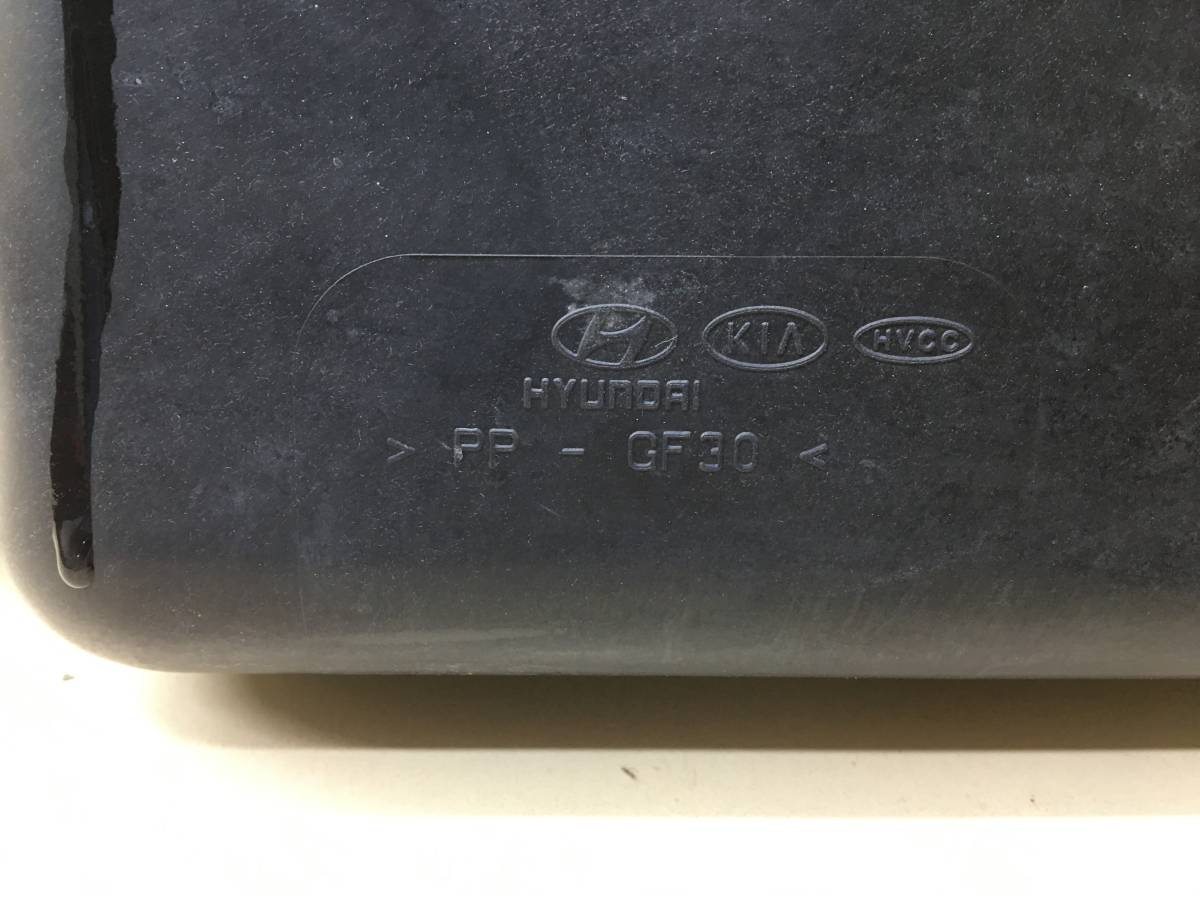 KIA HVCC
HYUNDAI
> PP - GF30 <